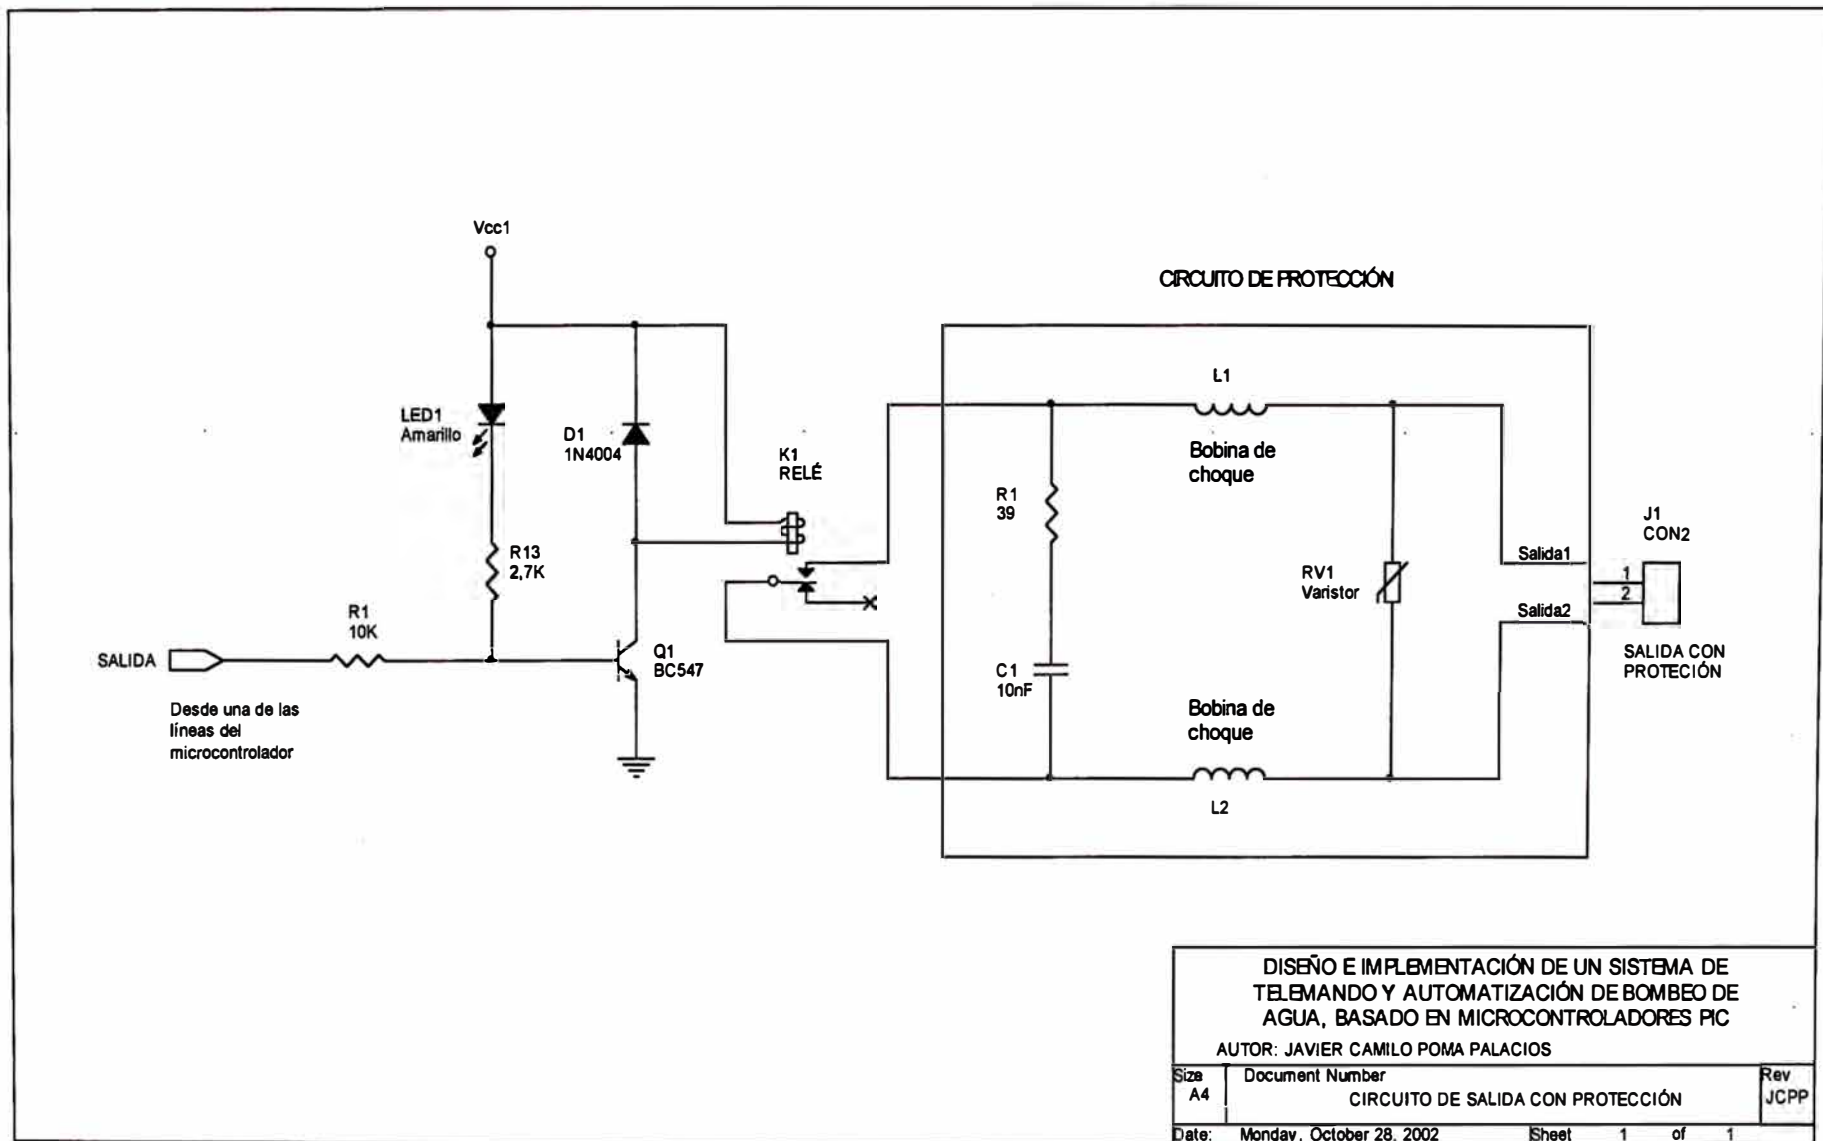 Vcc1
CIRCUITO DE PROTECCIÓN
LED1
Amarillo
D1
1N4004
K1
RELÉ
L1
Bobina de
choque
R1
39
R13
2,7K
RV1
Varistor
J1
CON2
Salida1
1
2
Salida2
R1
10K
SALIDA
Q1
BC547
Desde una de las
líneas del
microcontrolador
C1
10nF
Bobina de
choque
L2
SALIDA CON
PROTECIÓN
DISEÑO E IMPLEMENTACIÓN DE UN SISTEMA DE
TELEMANDO Y AUTOMATIZACIÓN DE BOMBEO DE
AGUA, BASADO EN MICROCONTROLADORES PIC
AUTOR: JAVIER CAMILO POMA PALACIOS
Size
A4
Document Number
CIRCUITO DE SALIDA CON PROTECCIÓN
Rev
JCPP
Date: Monday, October 28, 2002 Sheet 1 of 1